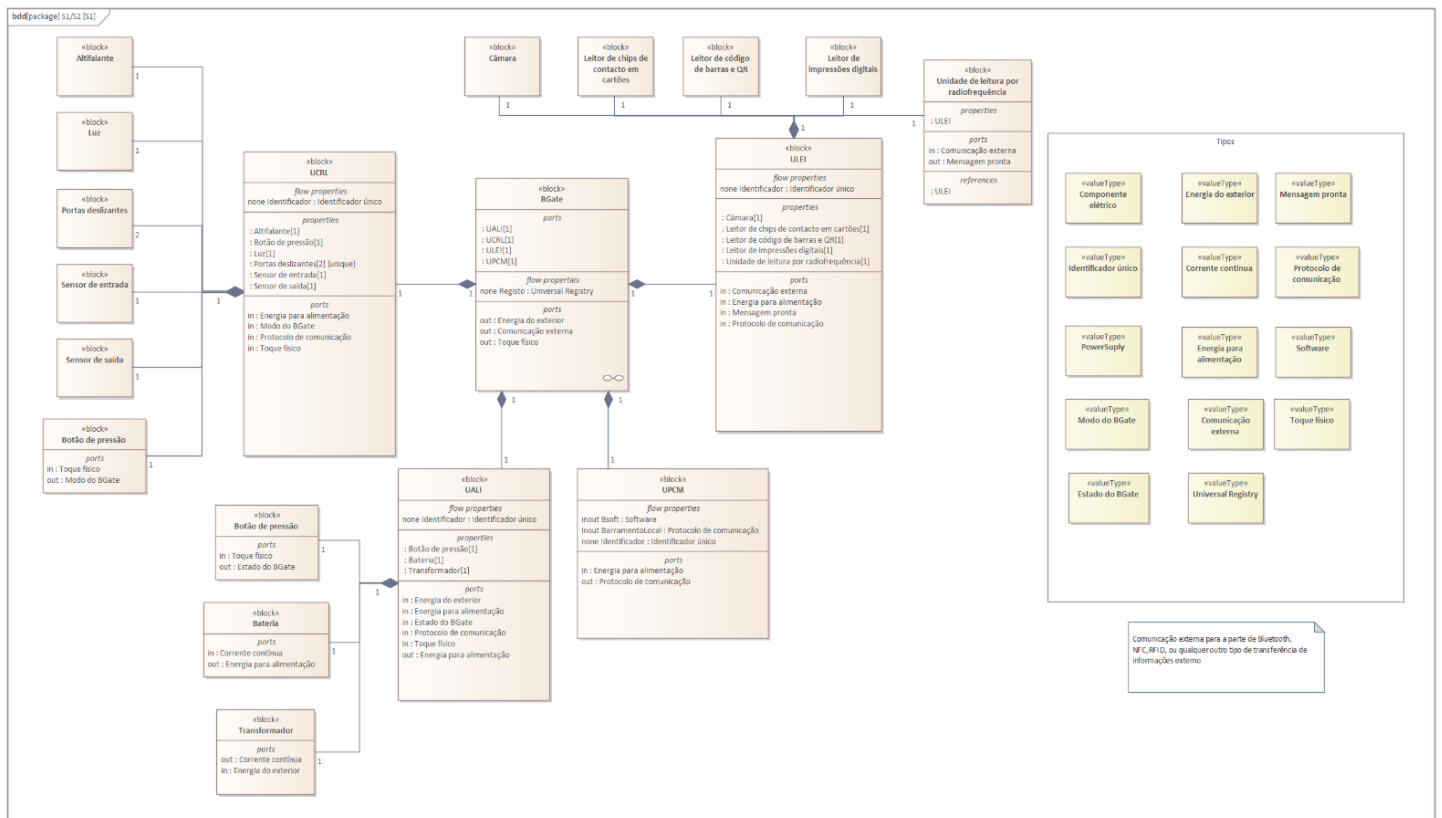 bdd[package] S1/S2 [S1]
«block»
Altifalante
1
«block»
Luz
1
«block»
Portas deslizantes
2
«block»
Sensor de entrada
1
«block»
Sensor de saída
1
«block»
Botão de pressão
ports
in : Toque físico
out : Modo do BGate
1
1
«block»
UCRL
flow properties
none Identificador : Identificador único
properties
: Altifalante[1]
: Botão de pressão[1]
: Luz[1]
: Portas deslizantes[2] {unique}
: Sensor de entrada[1]
: Sensor de saída[1]
ports
in : Energia para alimentação
in : Modo do BGate
in : Protocolo de comunicação
in : Toque físico
1
1
«block»
BGate
ports
: UALI[1]
: UCRL[1]
: ULEI[1]
: UPCM[1]
flow properties
none Registo : Universal Registry
ports
out : Energia do exterior
out : Comunicação externa
out : Toque físico
1
1
1
1
«block»
Câmara
1
«block»
Leitor de chips de
contacto em
cartões
1
«block»
Leitor de código
de barras e QR
1
«block»
Leitor de
impressões digitais
1
«block»
Unidade de leitura por
radiofrequência
properties
: ULEI
ports
in : Comunicação externa
out : Mensagem pronta
references
: ULEI
1
1
«block»
ULEI
flow properties
none Identificador : Identificador único
properties
: Câmara[1]
: Leitor de chips de contacto em cartões[1]
: Leitor de código de barras e QR[1]
: Leitor de impressões digitais[1]
: Unidade de leitura por radiofrequência[1]
ports
in : Comunicação externa
in : Energia para alimentação
in : Mensagem pronta
in : Protocolo de comunicação
1
1
«block»
UALI
flow properties
none Identificador : Identificador único
properties
: Botão de pressão[1]
: Bateria[1]
: Transformador[1]
ports
in : Energia do exterior
in : Energia para alimentação
in : Estado do BGate
in : Protocolo de comunicação
in : Toque físico
out : Energia para alimentação
1
«block»
UPCM
flow properties
inout Bsoft : Software
inout BarramentoLocal : Protocolo de comunicação
none Identificador : Identificador único
ports
in : Energia para alimentação
out : Protocolo de comunicação
«block»
Botão de pressão
ports
in : Toque físico
out : Estado do BGate
1
1
«block»
Bateria
ports
in : Corrente contínua
out : Energia para alimentação
1
«block»
Transformador
ports
out : Corrente contínua
in : Energia do exterior
1
Tipos
«valueType»
Componente
elétrico
«valueType»
Energia do exterior
«valueType»
Mensagem pronta
«valueType»
Identificador único
«valueType»
Corrente contínua
«valueType»
Protocolo de
comunicação
«valueType»
PowerSuply
«valueType»
Energia para
alimentação
«valueType»
Software
«valueType»
Modo do BGate
«valueType»
Comunicação
externa
«valueType»
Toque físico
«valueType»
Estado do BGate
«valueType»
Universal Registry
Comunicação externa para a parte de Bluetooth,
NFC,RFID, ou qualquer outro tipo de transferência de
informações externo